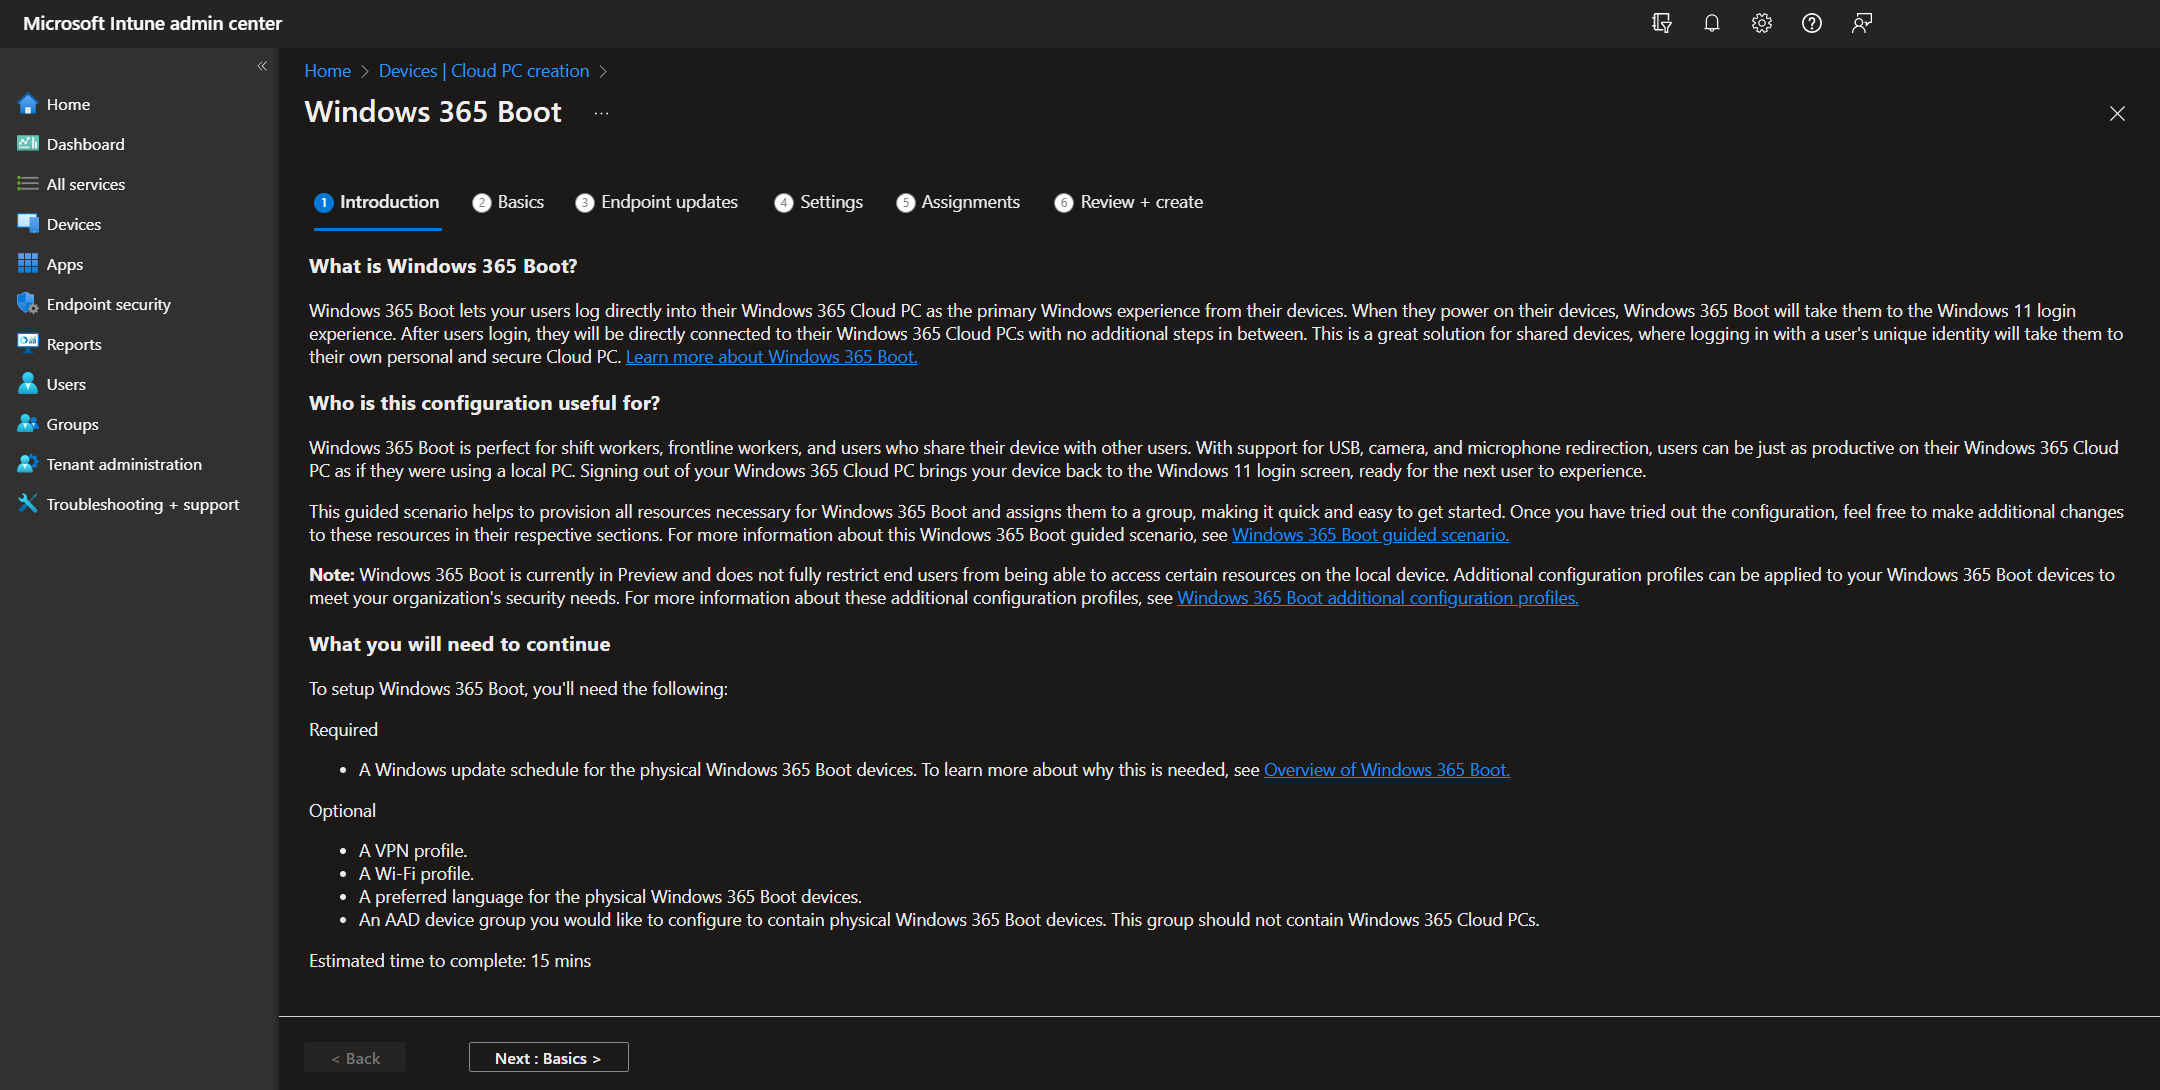 Microsoft Intune admin center
«
Home
Dashboard
All services
Devices
Apps
Endpoint security
Reports
Users
Groups
Tenant administration
Troubleshooting + support
Home > Devices | Cloud PC creation >
Windows 365 Boot ...
1 Introduction 2 Basics 3 Endpoint updates 4 Settings 5 Assignments 6 Review + create
What is Windows 365 Boot?
Windows 365 Boot lets your users log directly into their Windows 365 Cloud PC as the primary Windows experience from their devices. When they power on their devices, Windows 365 Boot will take them to the Windows 11 login
experience. After users login, they will be directly connected to their Windows 365 Cloud PCs with no additional steps in between. This is a great solution for shared devices, where logging in with a user's unique identity will take them to
their own personal and secure Cloud PC. Learn more about Windows 365 Boot.
Who is this configuration useful for?
Windows 365 Boot is perfect for shift workers, frontline workers, and users who share their device with other users. With support for USB, camera, and microphone redirection, users can be just as productive on their Windows 365 Cloud
PC as if they were using a local PC. Signing out of your Windows 365 Cloud PC brings your device back to the Windows 11 login screen, ready for the next user to experience.
This guided scenario helps to provision all resources necessary for Windows 365 Boot and assigns them to a group, making it quick and easy to get started. Once you have tried out the configuration, feel free to make additional changes
to these resources in their respective sections. For more information about this Windows 365 Boot guided scenario, see Windows 365 Boot guided scenario.
Note: Windows 365 Boot is currently in Preview and does not fully restrict end users from being able to access certain resources on the local device. Additional configuration profiles can be applied to your Windows 365 Boot devices to
meet your organization's security needs. For more information about these additional configuration profiles, see Windows 365 Boot additional configuration profiles.
What you will need to continue
To setup Windows 365 Boot, you'll need the following:
Required
• A Windows update schedule for the physical Windows 365 Boot devices. To learn more about why this is needed, see Overview of Windows 365 Boot.
Optional
• A VPN profile.
• A Wi-Fi profile.
• A preferred language for the physical Windows 365 Boot devices.
• An AAD device group you would like to configure to contain physical Windows 365 Boot devices. This group should not contain Windows 365 Cloud PCs.
Estimated time to complete: 15 mins
< Back Next : Basics >